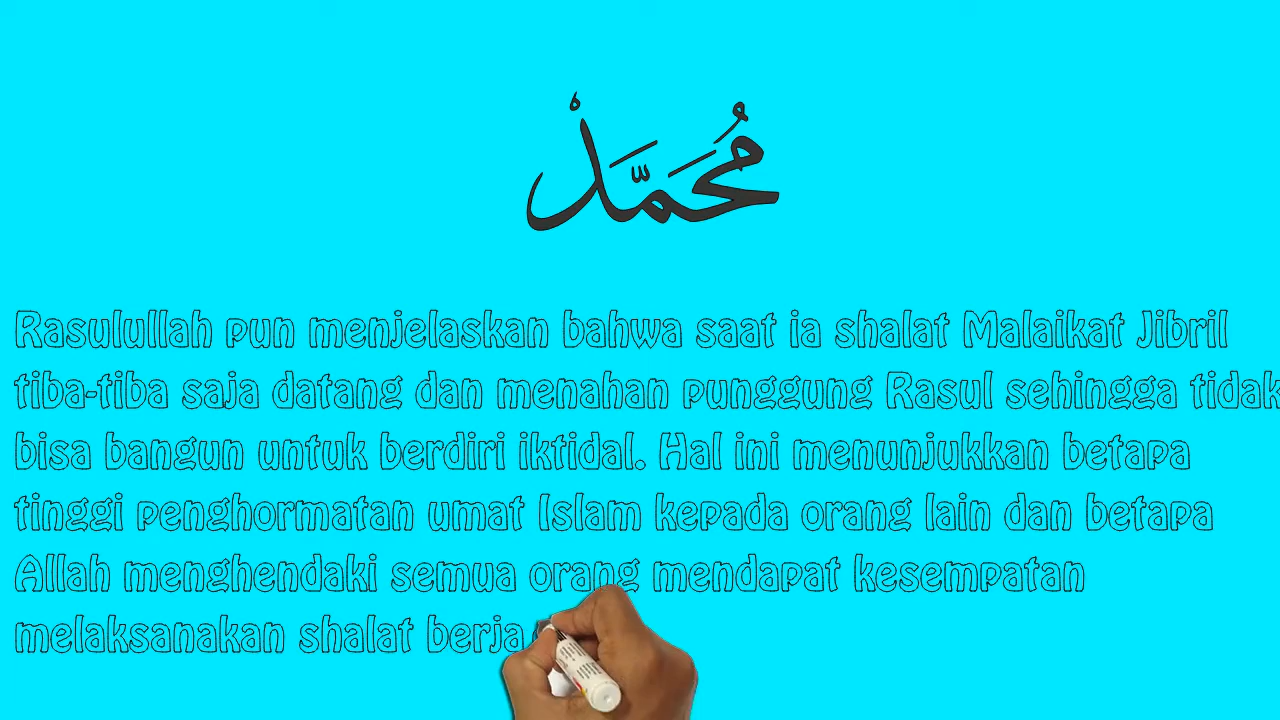 مُحَمَّدْ
Rasulullah pun menjelaskan bahwa saat ia shalat Malaikat Jibril
tiba-tiba saja datang dan menahan punggung Rasul sehingga tidak
bisa bangun untuk berdiri iktidal. Hal ini menunjukkan betapa
tinggi penghormatan umat Islam kepada orang lain dan betapa
Allah menghendaki semua orang mendapat kesempatan
melaksanakan shalat berja